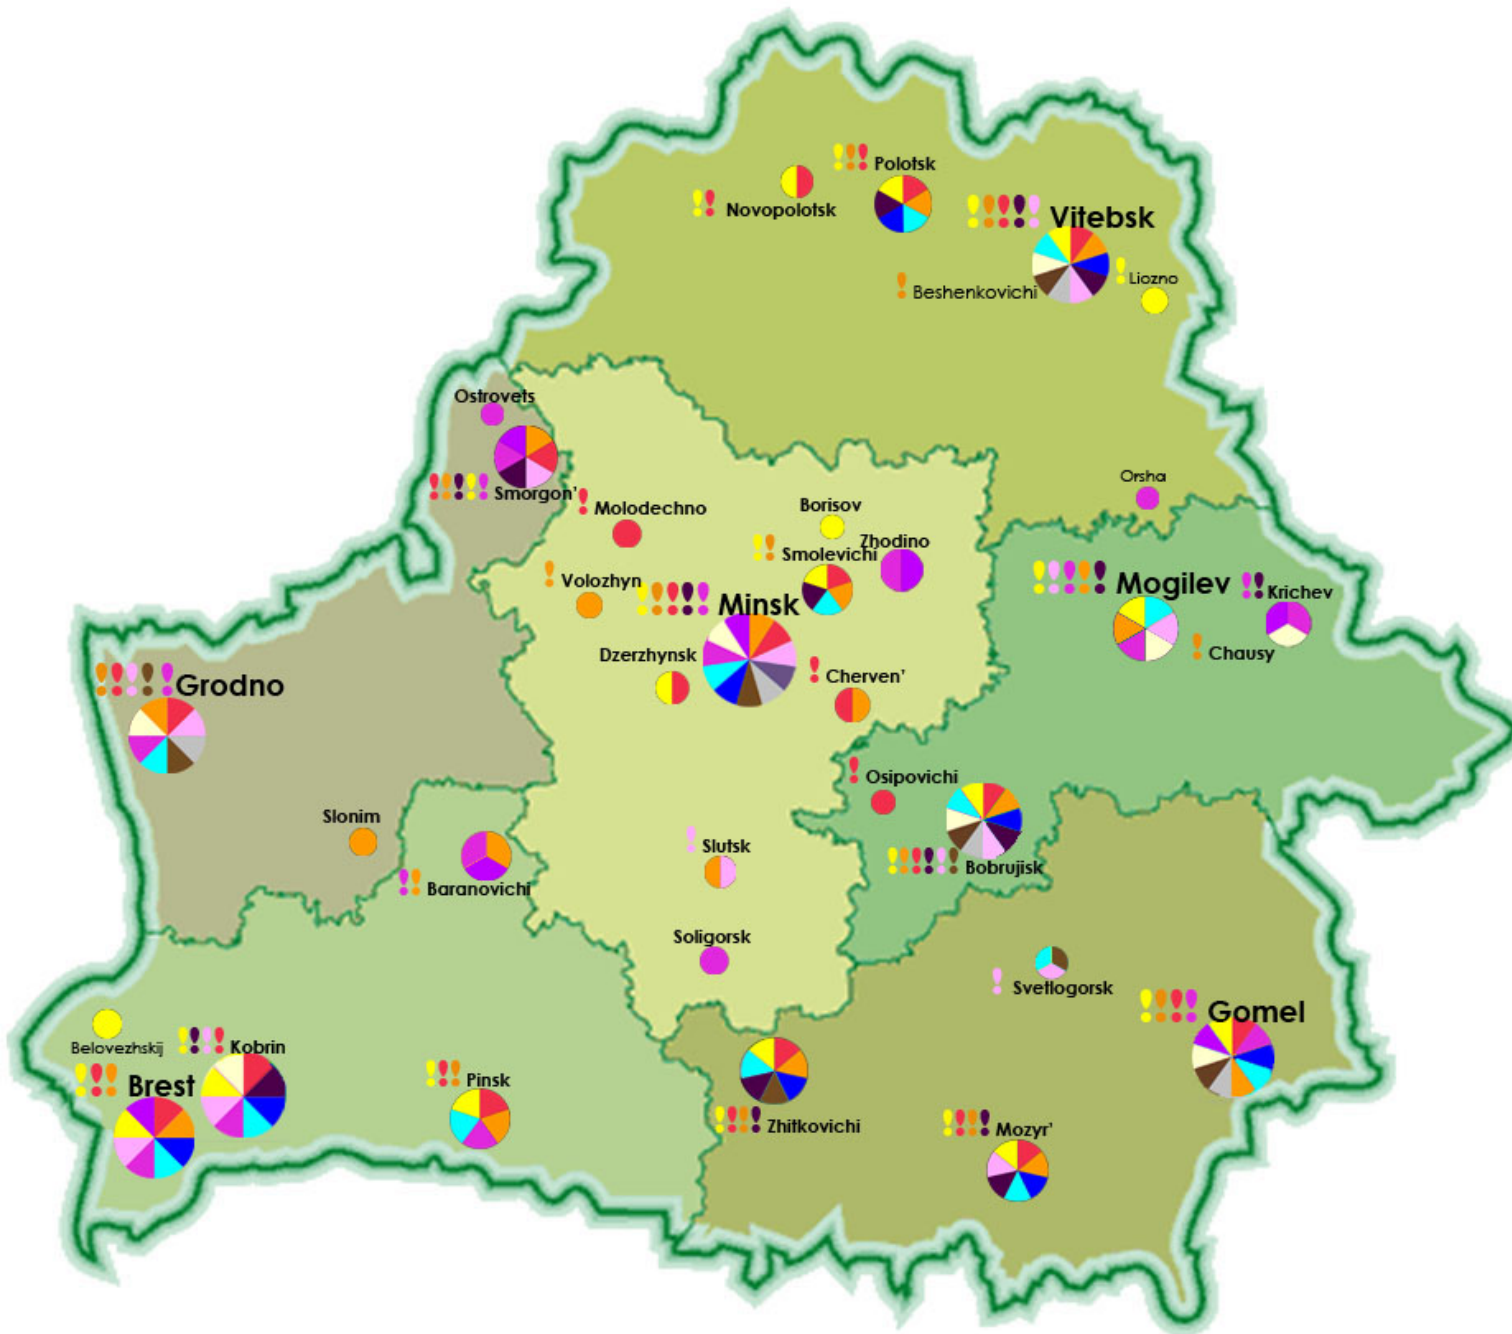 Polotsk
Novopolotsk
Vitebsk
Liozno
Beshenkovichi
Ostrovets
Smorgon'
Orsha
Molodechno
Borisov
Zhodino
Smolevichi
Volozhyn
Minsk
Mogilev
Krichev
Chausy
Dzerzhynsk
Cherven'
Grodno
Osipovichi
Slonim
Slutsk
Bobrujisk
Baranovichi
Soligorsk
Svetlogorsk
Gomel
Belovezhskij
Kobrin
Brest
Pinsk
Zhitkovichi
Mozyr'